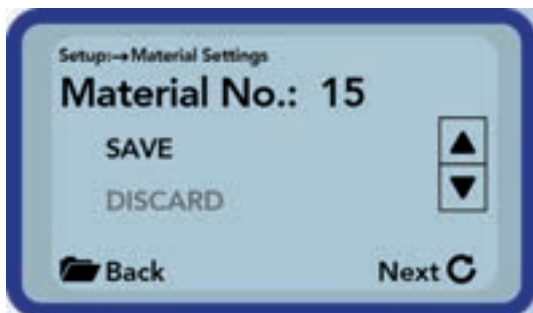 Setup:→Material Settings
Material No.: 15
SAVE
DISCARD
Back Next